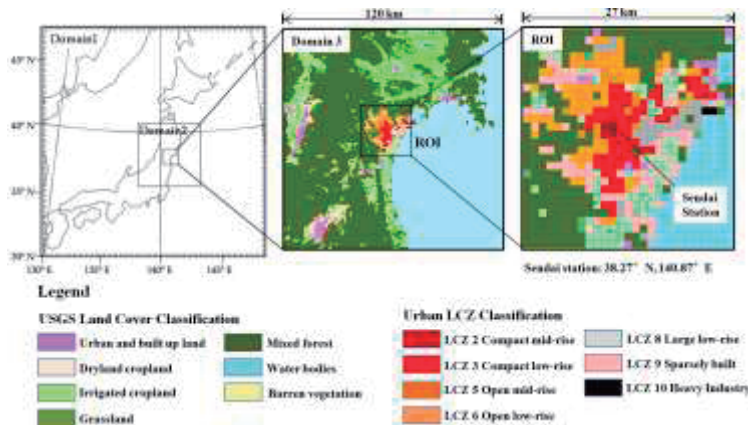 120 km
27 km
Domain1
Domain 3
ROI
45° N
40° N
Domain2
ROI
35° N
Sendai
Station
30° N
130° E
135° E
140° E
145° E
Sendai station: 38.27° N, 140.87° E
Legend
USGS Land Cover Classification
Urban LCZ Classification
Urban and built up land
Mixed forest
LCZ 2 Compact mid-rise
LCZ 8 Large low-rise
Dryland cropland
Water bodies
LCZ 3 Compact low-rise
LCZ 9 Sparsely built
Irrigated cropland
Barren vegetation
LCZ 5 Open mid-rise
LCZ 10 Heavy Industry
Grassland
LCZ 6 Open low-rise